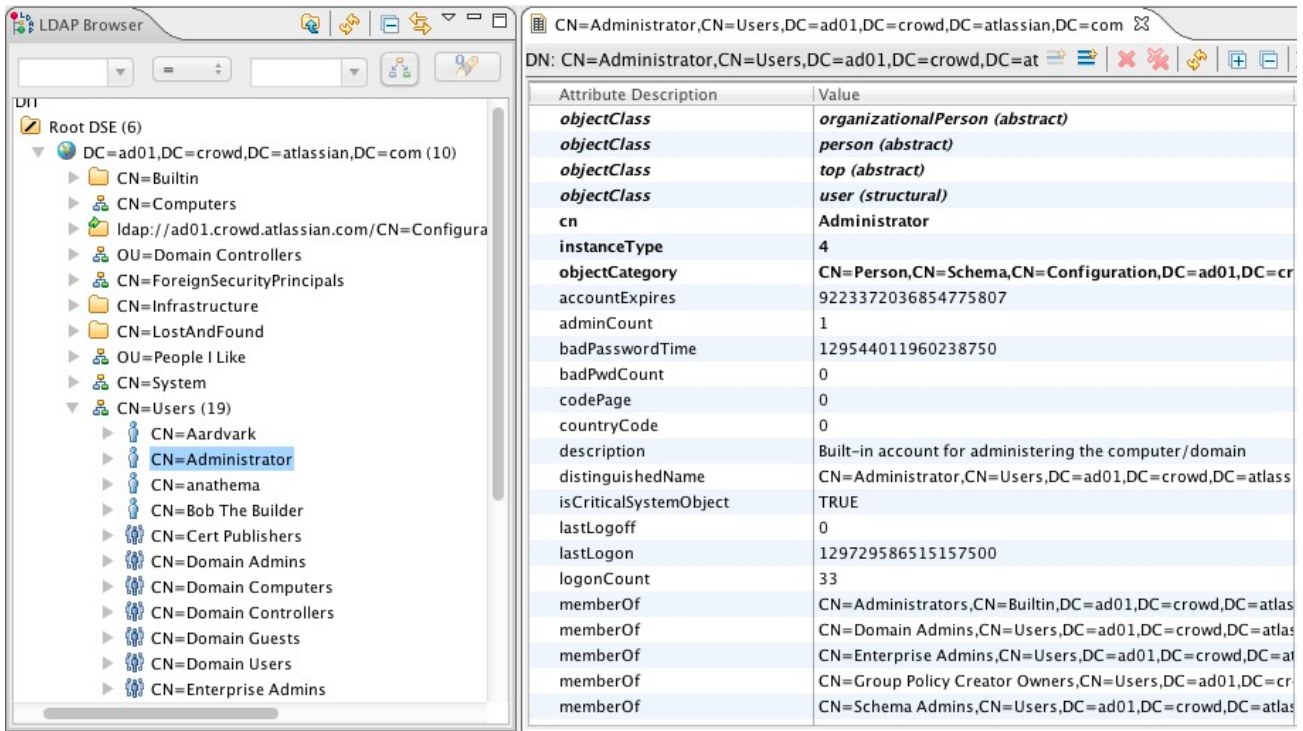 LDAP Browser
=
DIT
Root DSE (6)
DC=ad01,DC=crowd,DC=atlassian,DC=com (10)
CN=Builtin
CN=Computers
ldap://ad01.crowd.atlassian.com/CN=Configura
OU=Domain Controllers
CN=ForeignSecurityPrincipals
CN=Infrastructure
CN=LostAndFound
OU=People I Like
CN=System
CN=Users (19)
CN=Aardvark
CN=Administrator
CN=anathema
CN=Bob The Builder
CN=Cert Publishers
CN=Domain Admins
CN=Domain Computers
CN=Domain Controllers
CN=Domain Guests
CN=Domain Users
CN=Enterprise Admins
CN=Administrator,CN=Users,DC=ad01,DC=crowd,DC=atlassian,DC=com
DN: CN=Administrator,CN=Users,DC=ad01,DC=crowd,DC=at
Attribute Description Value
objectClass organizationalPerson (abstract)
objectClass person (abstract)
objectClass top (abstract)
objectClass user (structural)
cn Administrator
instanceType 4
objectCategory CN=Person,CN=Schema,CN=Configuration,DC=ad01,DC=cr
accountExpires 9223372036854775807
adminCount 1
badPasswordTime 129544011960238750
badPwdCount 0
codePage 0
countryCode 0
description Built-in account for administering the computer/domain
distinguishedName CN=Administrator,CN=Users,DC=ad01,DC=crowd,DC=atlass
isCriticalSystemObject TRUE
lastLogoff 0
lastLogon 129729586515157500
logonCount 33
memberOf CN=Administrators,CN=Builtin,DC=ad01,DC=crowd,DC=atlas
memberOf CN=Domain Admins,CN=Users,DC=ad01,DC=crowd,DC=atlas
memberOf CN=Enterprise Admins,CN=Users,DC=ad01,DC=crowd,DC=at
memberOf CN=Group Policy Creator Owners,CN=Users,DC=ad01,DC=cr
memberOf CN=Schema Admins,CN=Users,DC=ad01,DC=crowd,DC=atlas